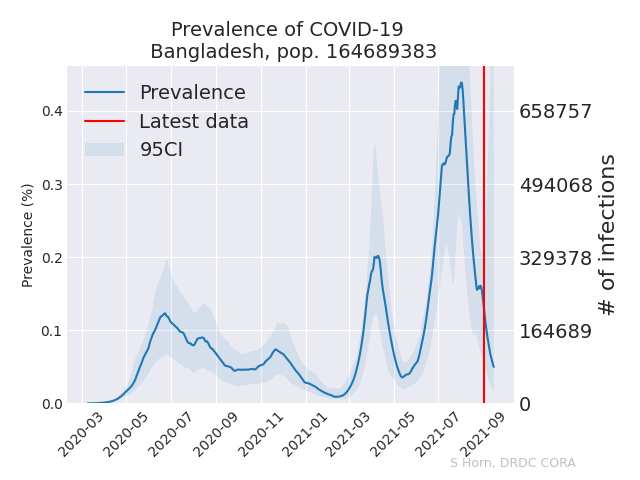 Prevalence of COVID-19
Bangladesh, pop. 164689383
Prevalence
Latest data
95CI
Prevalence (%)
0.4
0.3
0.2
0.1
0.0
658757
494068
329378
164689
0
# of infections
2020-03
2020-05
2020-07
2020-09
2020-11
2021-01
2021-03
2021-05
2021-07
2021-09
S Horn, DRDC CORA